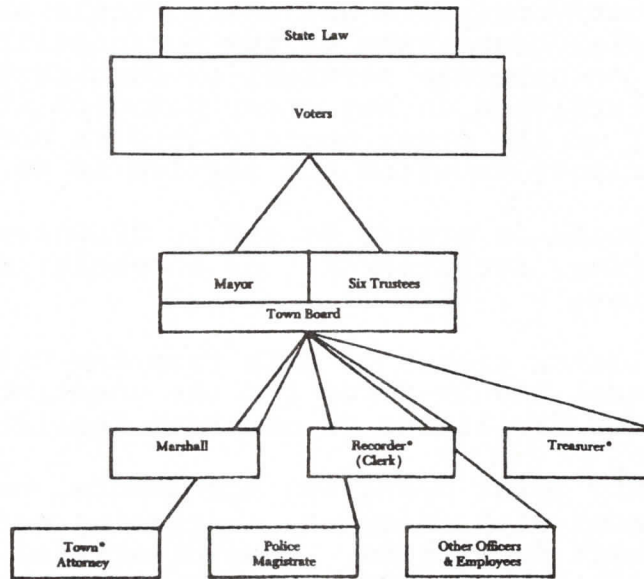 State Law
Voters
Mayor
Six Trustees
Town Board
Marshall
Recorder*
(Clerk)
Treasurer*
Town*
Attorney
Police
Magistrate
Other Officers
& Employees